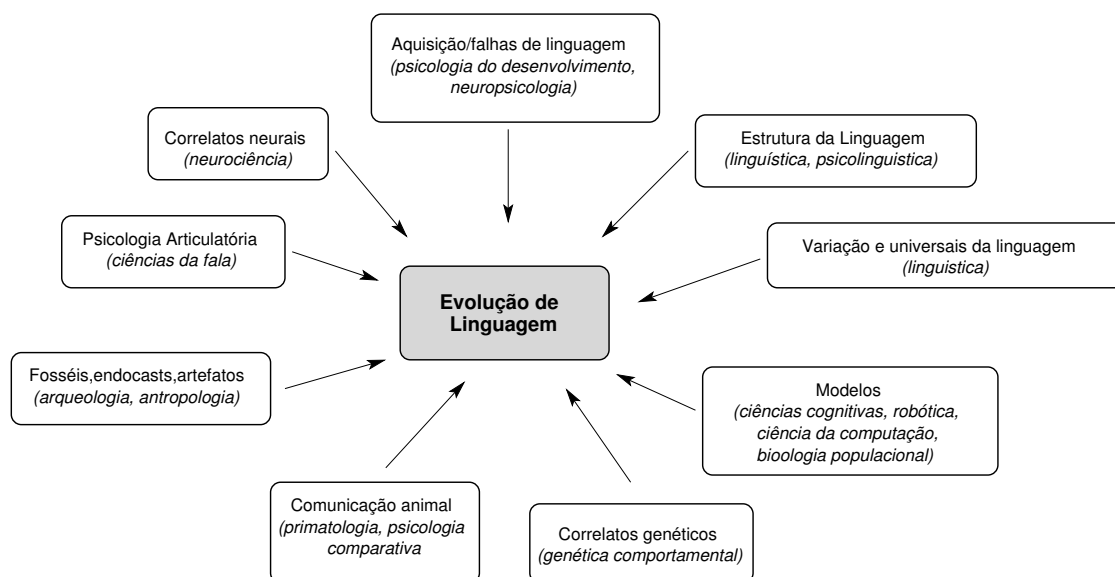 Aquisição/falhas de linguagem
(psicologia do desenvolvimento,
neuropsicologia)
Correlatos neurais
(neurociência)
Estrutura da Linguagem
(linguística, psicolinguistica)
Psicologia Articulatória
(ciências da fala)
Variação e universais da linguagem
(linguistica)
Evolução de
Linguagem
Fosséis,endocasts,artefatos
(arqueologia, antropologia)
Modelos
(ciências cognitivas, robótica,
ciência da computação,
bioologia populacional)
Comunicação animal
(primatologia, psicologia
comparativa
Correlatos genéticos
(genética comportamental)